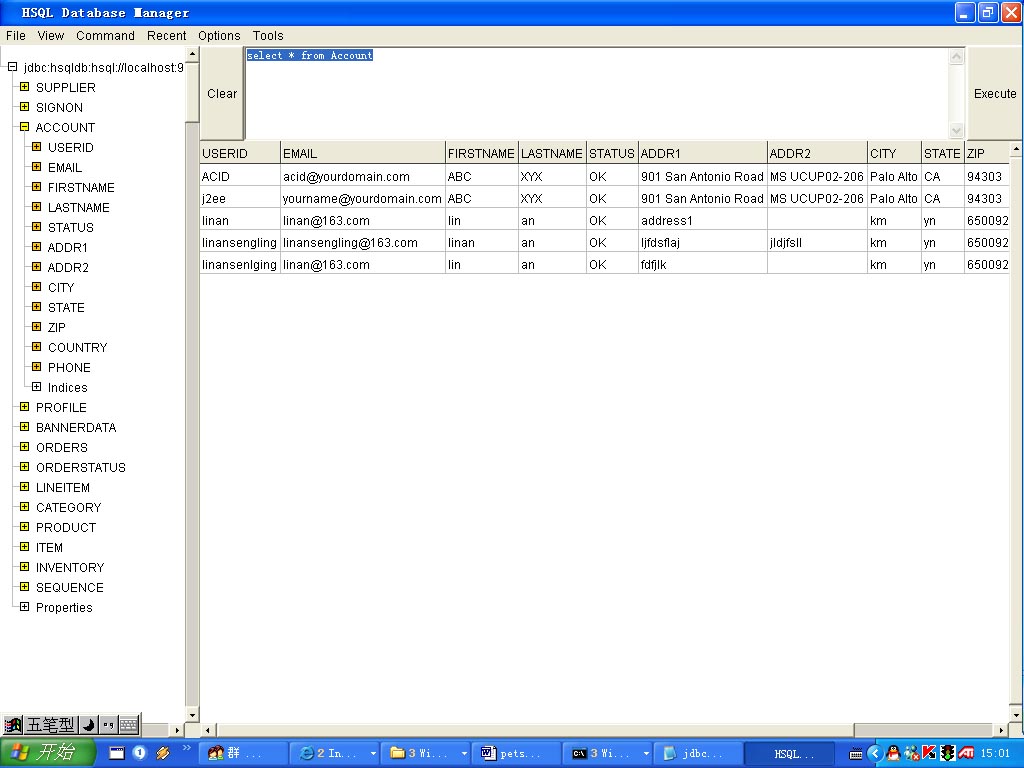 HSQL Database Manager
File View Command Recent Options Tools
jdbc:hsqldb:hsql://localhost:9
SUPPLIER
SIGNON
ACCOUNT
USERID
EMAIL
FIRSTNAME
LASTNAME
STATUS
ADDR1
ADDR2
CITY
STATE
ZIP
COUNTRY
PHONE
Indices
PROFILE
BANNERDATA
ORDERS
ORDERSTATUS
LINEITEM
CATEGORY
PRODUCT
ITEM
INVENTORY
SEQUENCE
Properties
Clear
select * from Account
Execute
USERID EMAIL FIRSTNAME LASTNAME STATUS ADDR1 ADDR2 CITY STATE ZIP
ACID acid@yourdomain.com ABC XYX OK 901 San Antonio Road MS UCUP02-206 Palo Alto CA 94303
j2ee yourname@yourdomain.com ABC XYX OK 901 San Antonio Road MS UCUP02-206 Palo Alto CA 94303
linan linan@163.com lin an OK address1 km yn 650092
linansengling linansengling@163.com linan an OK ljfdsflaj jldjfsll km yn 650092
linansenlging linan@163.com lin an OK fdfjlk km yn 650092
五笔型
开始 群... 2 In... 3 Wi... pets... 3 Wi... jdbc... HSQL... 15:01